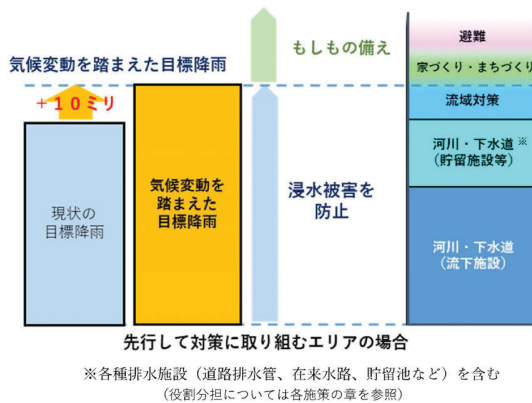 気候変動を踏まえた目標降雨
+10ミリ
現状の
目標降雨
気候変動を
踏まえた
目標降雨
もしもの備え
浸水被害を
防止
避難
家づくり・まちづくり
流域対策
河川・下水道※
(貯留施設等)
河川・下水道
(流下施設)
先行して対策に取り組むエリアの場合
※各種排水施設（道路排水管、在来水路、貯留池など）を含む
（役割分担については各施策の章を参照）